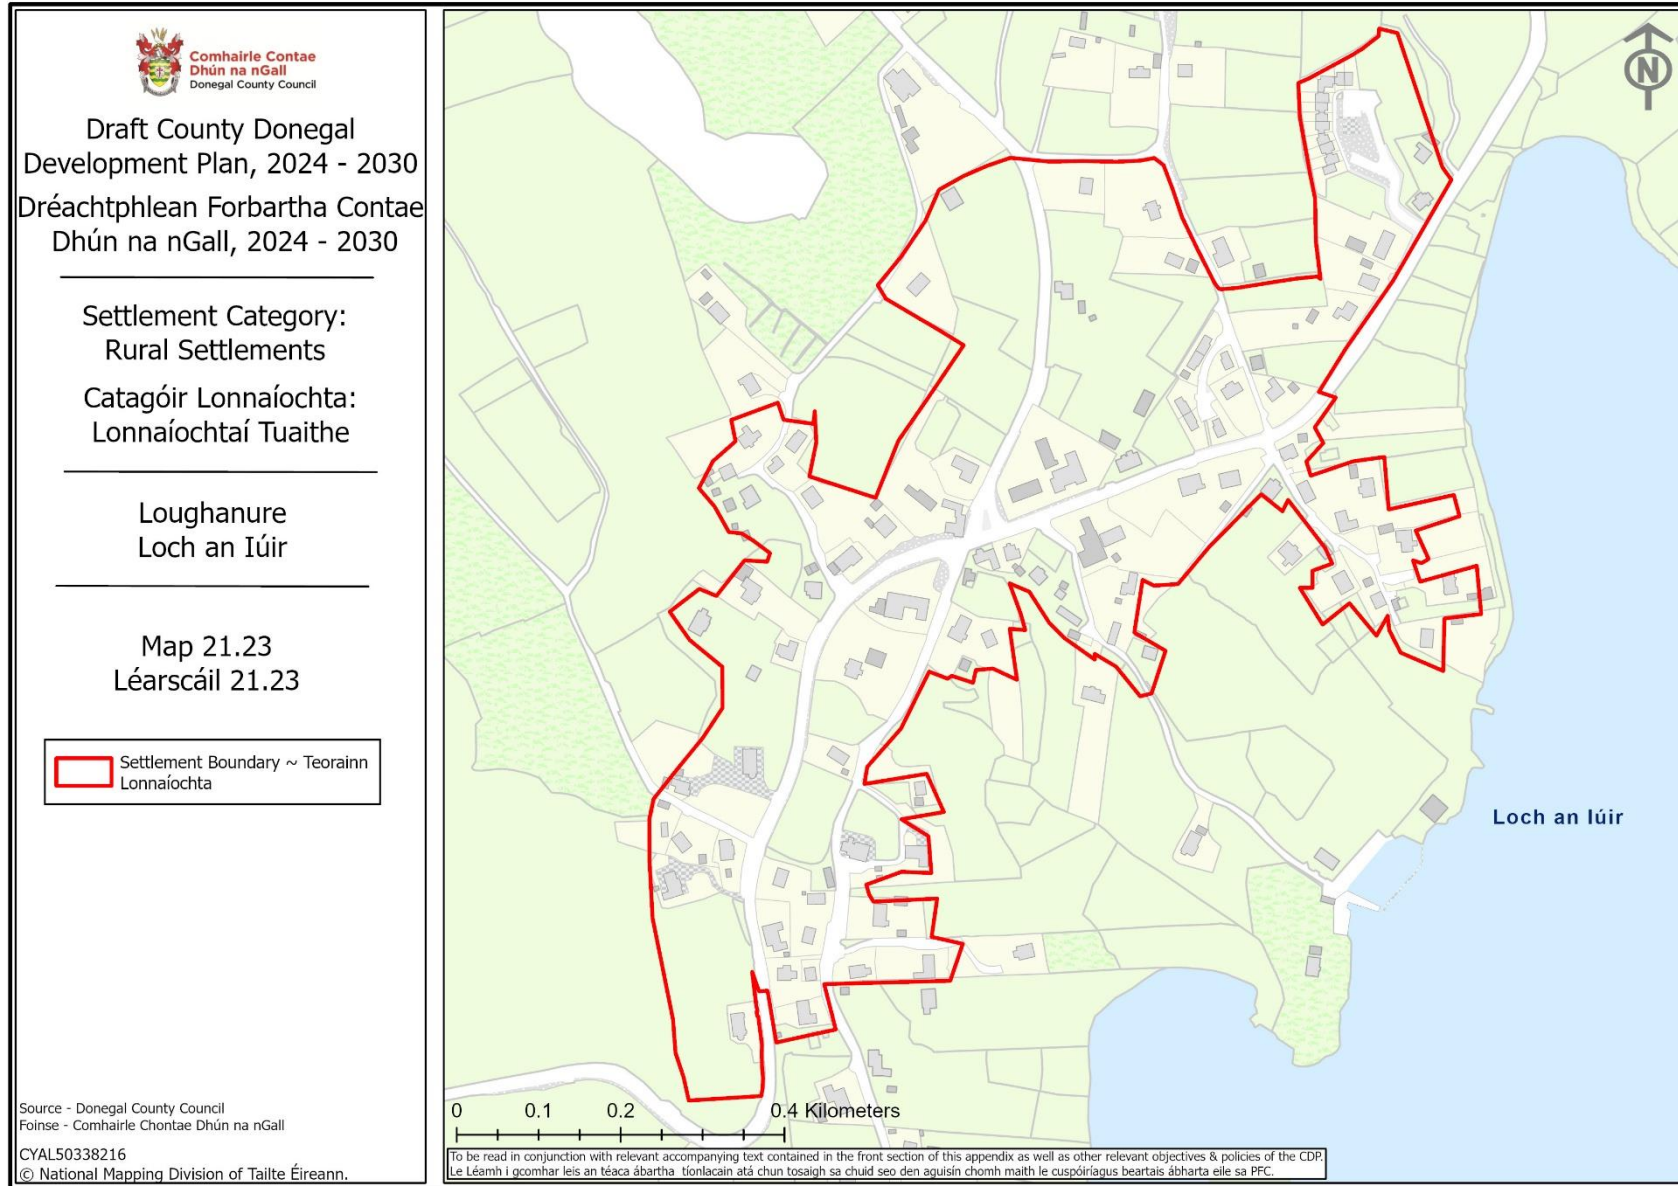 Comhairle Contae
Dhún na nGall
Donegal County Council
Draft County Donegal
Development Plan, 2024 - 2030
Dréachtphlean Forbartha Contae
Dhún na nGall, 2024 - 2030
Settlement Category:
Rural Settlements
Catagóir Lonnaíochta:
Lonnaíochtaí Tuaithe
Loughanure
Loch an Iúir
Map 21.23
Léarscáil 21.23
Settlement Boundary ~ Teorainn
Lonnaíochta
Source - Donegal County Council
Foinse - Comhairle Chontae Dhún na nGall
CYAL50338216
© National Mapping Division of Tailte Éireann.
N
Loch an Iúir
0 0.1 0.2 0.4 Kilometers
To be read in conjunction with relevant accompanying text contained in the front section of this appendix as well as other relevant objectives & policies of the CDP.
Le Léamh i gcomhar leis an téaca ábartha tíonlacain atá chun tosaigh sa chuid seo den aguisín chomh maith le cuspóiríagus beartais ábharta eile sa PFC.